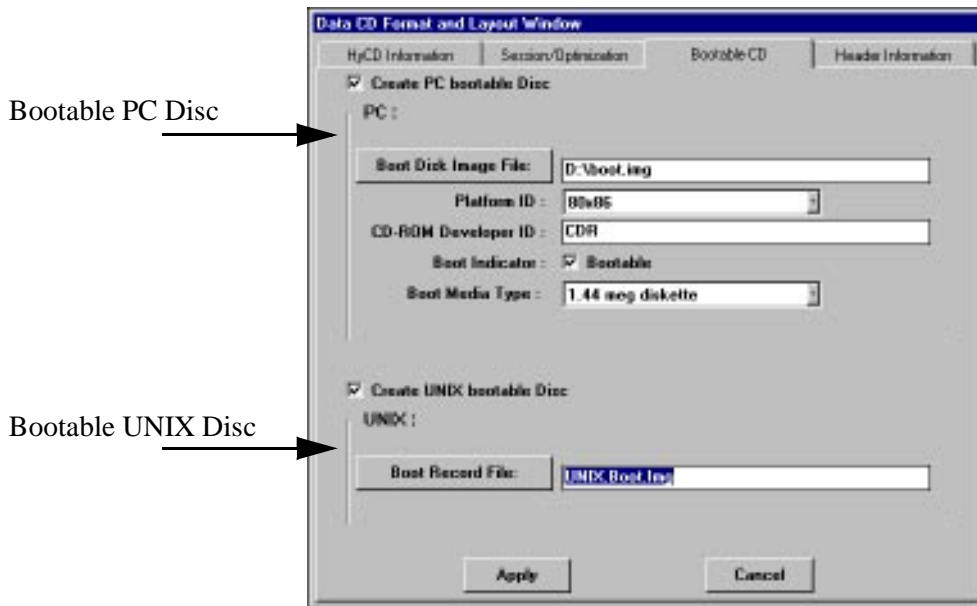 Data CD Format and Layout Window
HyCD Information
Session/Optimization
Bootable CD
Header Information
Create PC bootable Disc
Bootable PC Disc
PC :
Boot Disk Image File:
D:\boot.img
Platform ID :
80x86
CD-ROM Developer ID :
CDR
Boot Indicator :
Bootable
Boot Media Type :
1.44 meg diskette
Create UNIX bootable Disc
Bootable UNIX Disc
UNIX :
Boot Record File:
UNIX.Boot.Img
Apply
Cancel